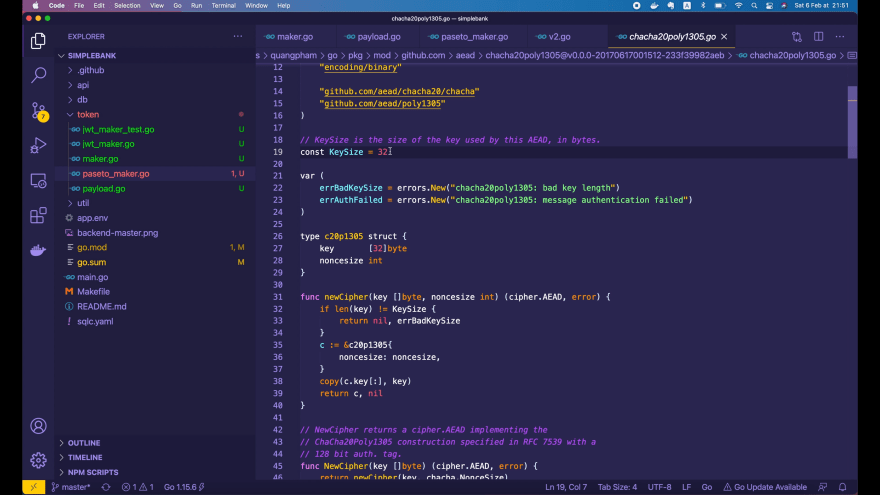 Code File Edit Selection View Go Run Terminal Window Help
Sat 6 Feb at 21:51
chacha20poly1305.go — simplebank
EXPLORER
maker.go payload.go paseto_maker.go v2.go chacha20poly1305.go
s › quangpham › go › pkg › mod › github.com › aead › chacha20poly1305@v0.0.0-20170617001512-233f39982aeb › chacha20poly1305.go ›
SIMPLEBANK
.github
api
db
token
jwt_maker_test.go U
jwt_maker.go U
maker.go U
paseto_maker.go 1, U
payload.go U
util
app.env
backend-master.png
go.mod 1, M
go.sum M
main.go
Makefile
README.md
sqlc.yaml
OUTLINE
TIMELINE
NPM SCRIPTS
7
12 "encoding/binary"
13
14 "github.com/aead/chacha20/chacha"
15 "github.com/aead/poly1305"
16 )
17
18 // KeySize is the size of the key used by this AEAD, in bytes.
19 const KeySize = 32
20
21 var (
22 errBadKeySize = errors.New("chacha20poly1305: bad key length")
23 errAuthFailed = errors.New("chacha20poly1305: message authentication failed")
24 )
25
26 type c20p1305 struct {
27 key [32]byte
28 noncesize int
29 }
30
31 func newCipher(key []byte, noncesize int) (cipher.AEAD, error) {
32 if len(key) != KeySize {
33 return nil, errBadKeySize
34 }
35 c := &c20p1305{
36 noncesize: noncesize,
37 }
38 copy(c.key[:], key)
39 return c, nil
40 }
41
42 // NewCipher returns a cipher.AEAD implementing the
43 // ChaCha20Poly1305 construction specified in RFC 7539 with a
44 // 128 bit auth. tag.
45 func NewCipher(key []byte) (cipher.AEAD, error) {
46 return newCipher(key, chacha.NonceSize)
master* 1 1 Go 1.15.6 Ln 19, Col 7 Tab Size: 4 UTF-8 LF Go Go Update Available